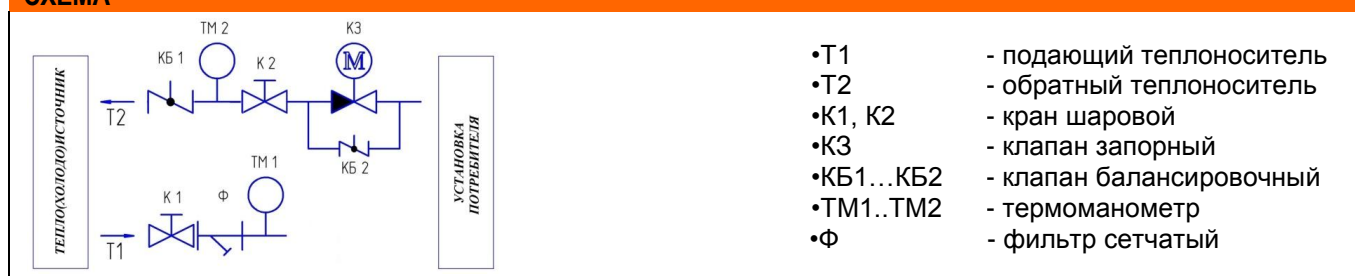 СХЕМА
ТМ 2
КЗ
КБ 1
К 2
М
Т2
КБ 2
ТМ 1
К 1
Ф
Т1
ТЕПЛО(ХОЛОДО)ИСТОЧНИК
УСТАНОВКА
ПОТРЕБИТЕЛЯ
•Т1 - подающий теплоноситель
•Т2 - обратный теплоноситель
•К1, К2 - кран шаровой
•КЗ - клапан запорный
•КБ1…КБ2 - клапан балансировочный
•ТМ1..ТМ2 - термоманометр
•Ф - фильтр сетчатый